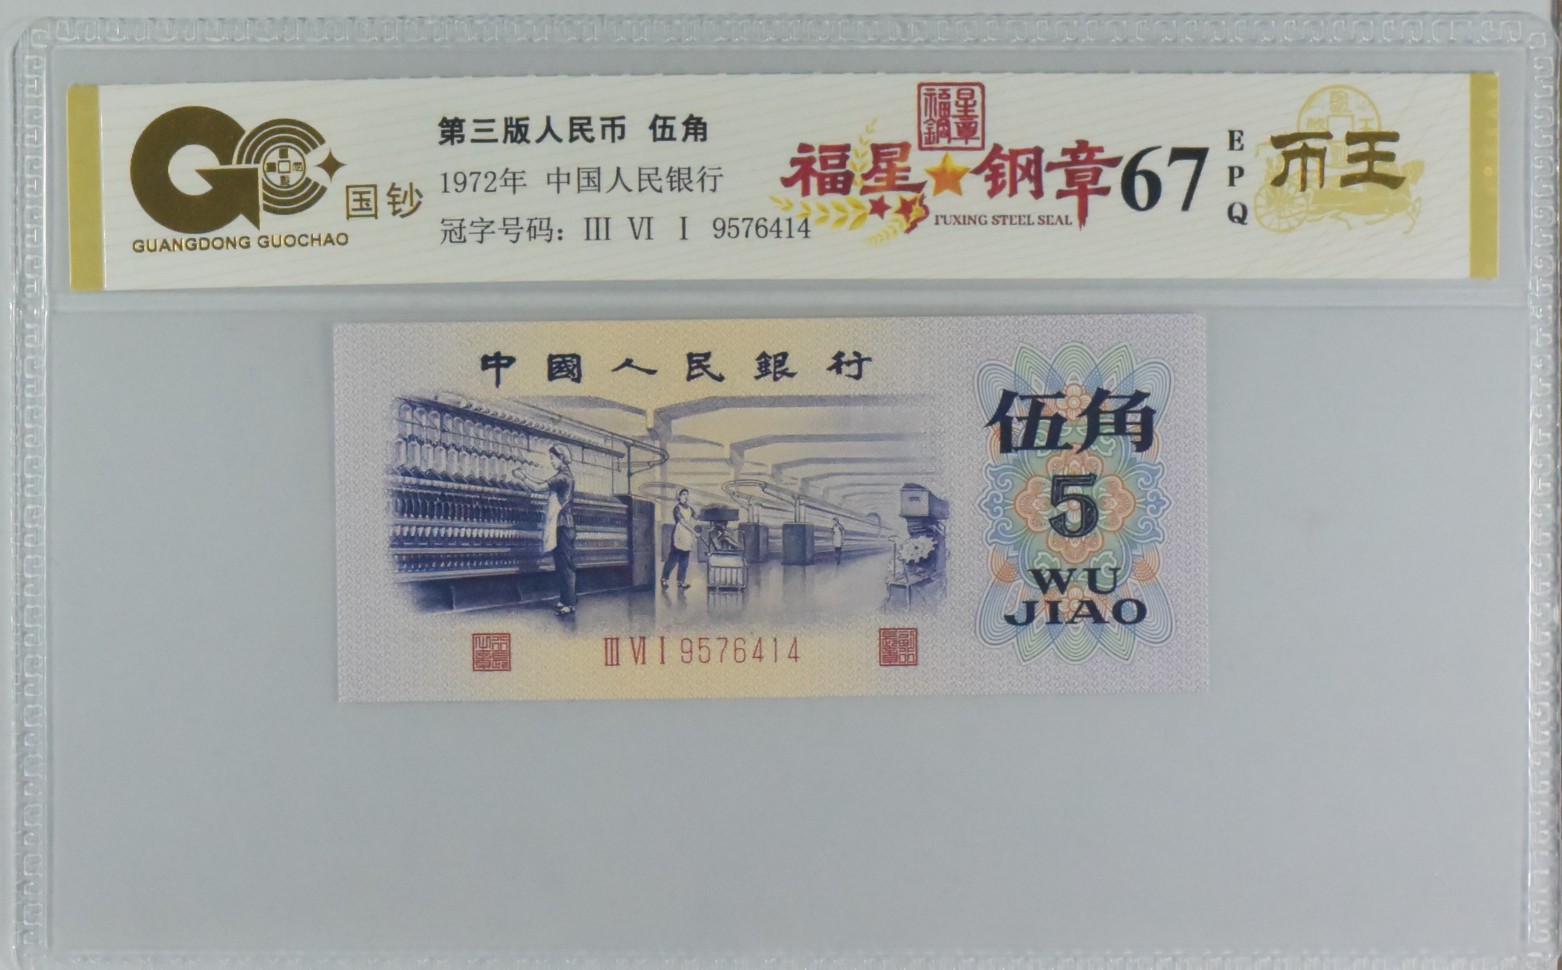 GUANGDONG GUOCHAO
国钞
第三版人民币 伍角
1972年 中国人民银行
冠字号码：Ⅲ Ⅵ Ⅰ 9576414
福星鋼章
福星★钢章
FUXING STEEL SEAL
67
EPQ
币王
中國人民銀行
伍角
5
WU
JIAO
Ⅲ Ⅵ Ⅰ 9576414